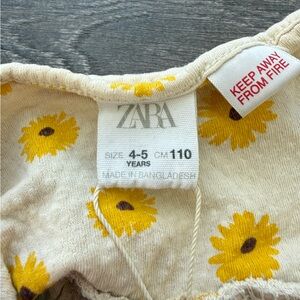 ZARA
SIZE 4-5 CM 110
YEARS
MADE IN BANGLADESH
KEEP AWAY
FROM FIRE